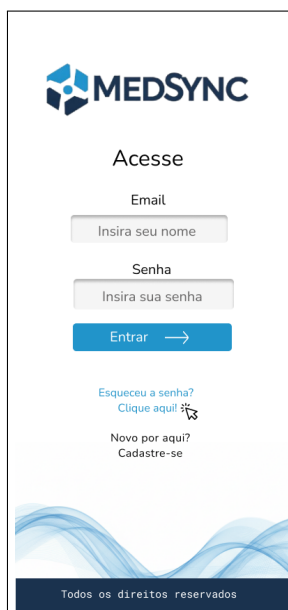 MEDSYNC
Acesse
Email
Insira seu nome
Senha
Insira sua senha
Entrar
Esqueceu a senha?
Clique aqui!
Novo por aqui?
Cadastre-se
Todos os direitos reservados